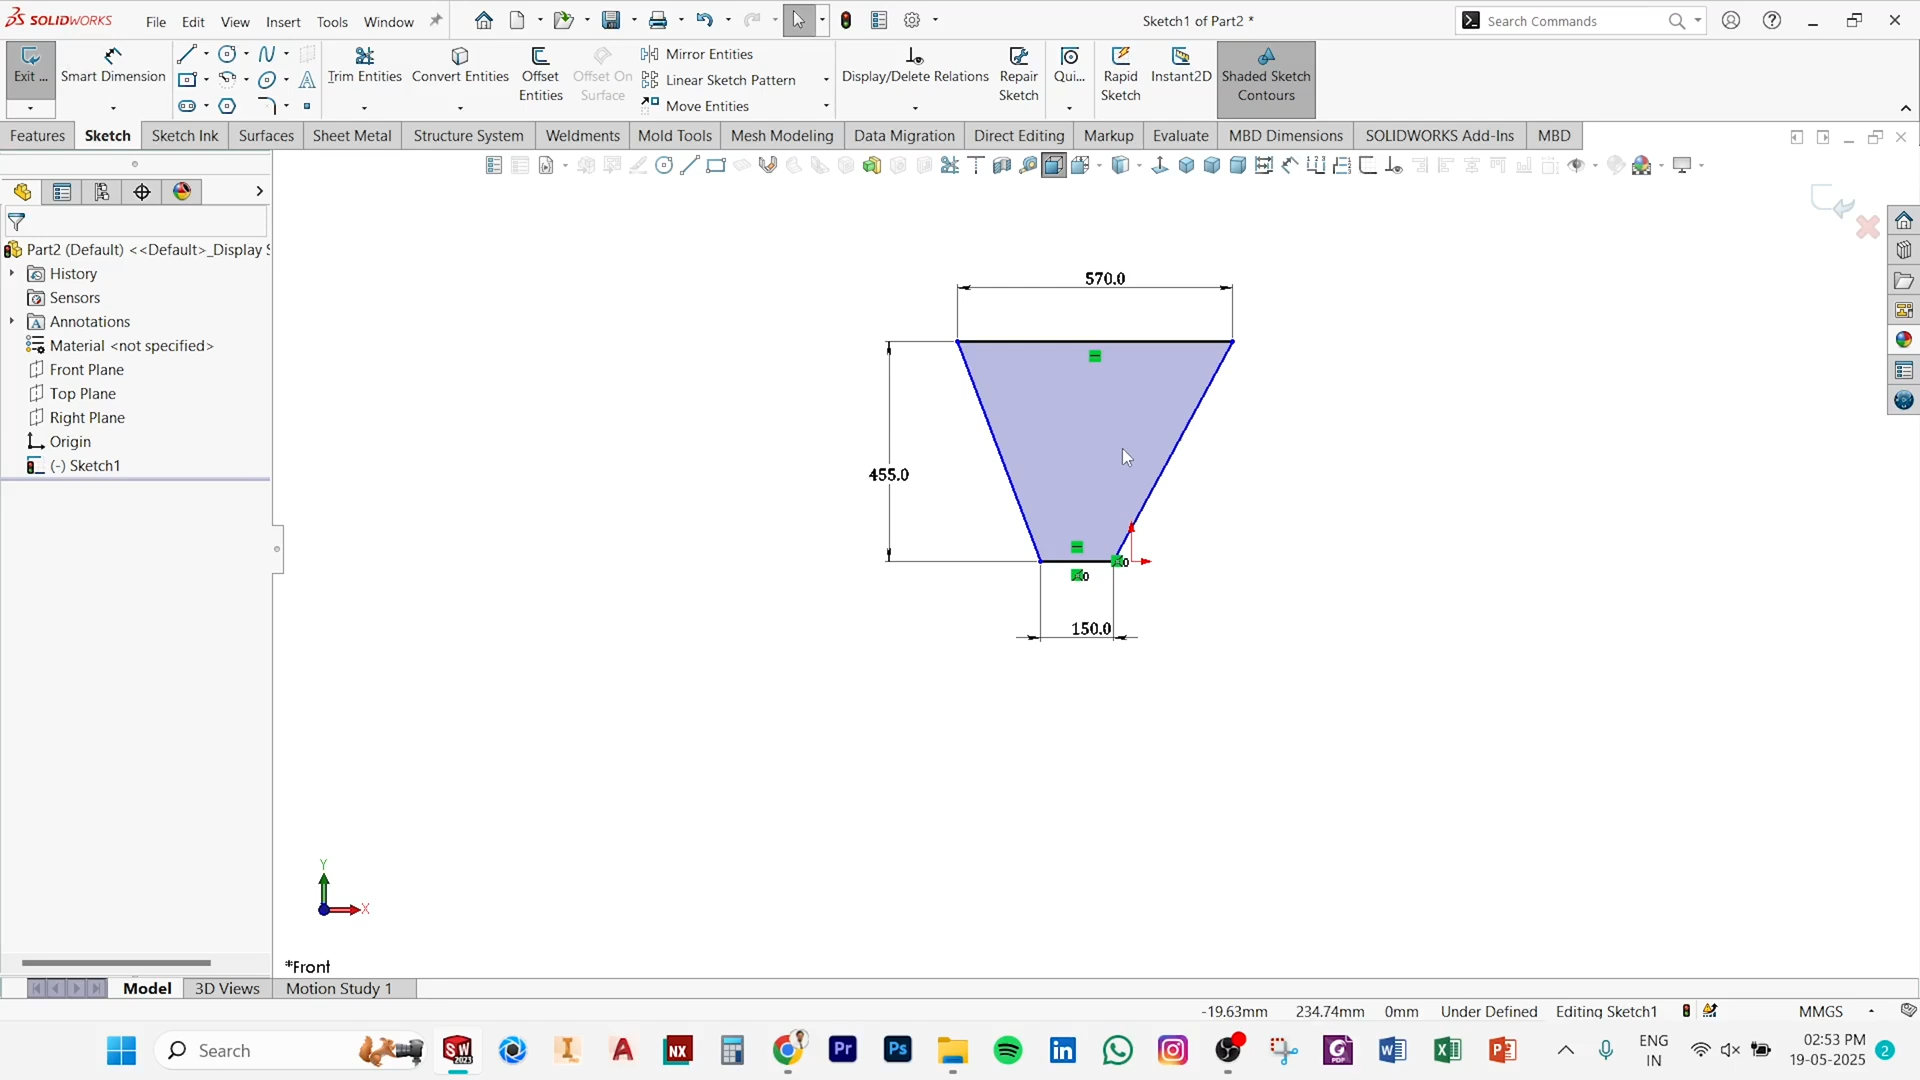 SOLIDWORKS File Edit View Insert Tools Window Sketch1 of Part2 * Search Commands
Exit ... Smart Dimension Trim Entities Convert Entities Offset Entities Offset On Surface Mirror Entities Linear Sketch Pattern Move Entities Display/Delete Relations Repair Sketch Qui... Rapid Sketch Instant2D Shaded Sketch Contours
Features Sketch Sketch Ink Surfaces Sheet Metal Structure System Weldments Mold Tools Mesh Modeling Data Migration Direct Editing Markup Evaluate MBD Dimensions SOLIDWORKS Add-Ins MBD
Part2 (Default) <<Default>_Display S
History
Sensors
Annotations
Material <not specified>
Front Plane
Top Plane
Right Plane
Origin
(-) Sketch1
570.0
455.0
150.0
Y
X
*Front
Model 3D Views Motion Study 1
-19.63mm 234.74mm 0mm Under Defined Editing Sketch1 MMGS
Search ENG IN 02:53 PM 19-05-2025 2